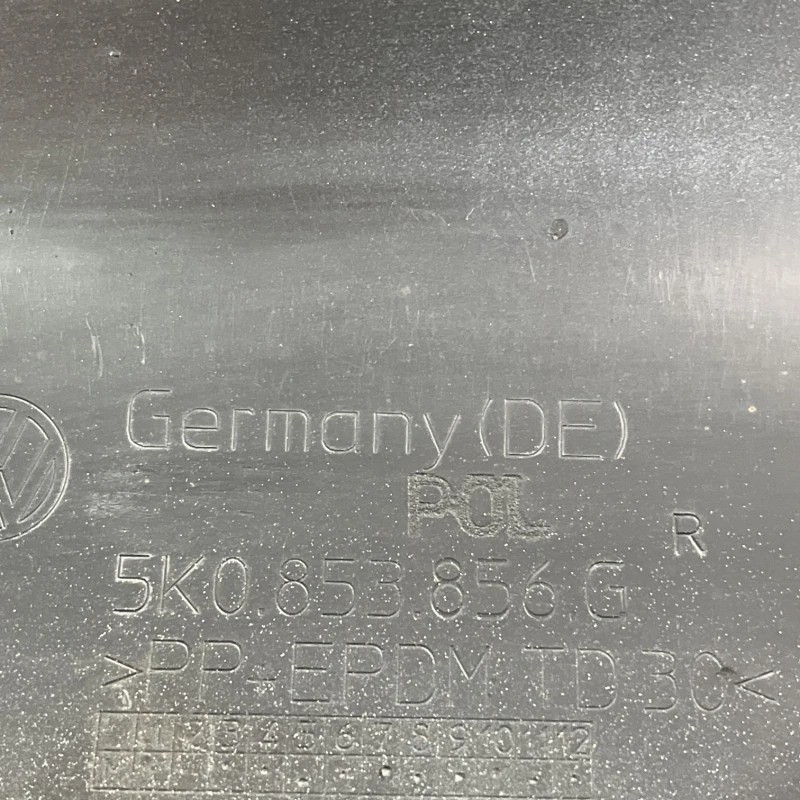 Germany (DE)
POL
R
5K0.853.856.G
>PP-EPDM TD30<
1 2 3 4 5 6 7 8 9 10 11 12